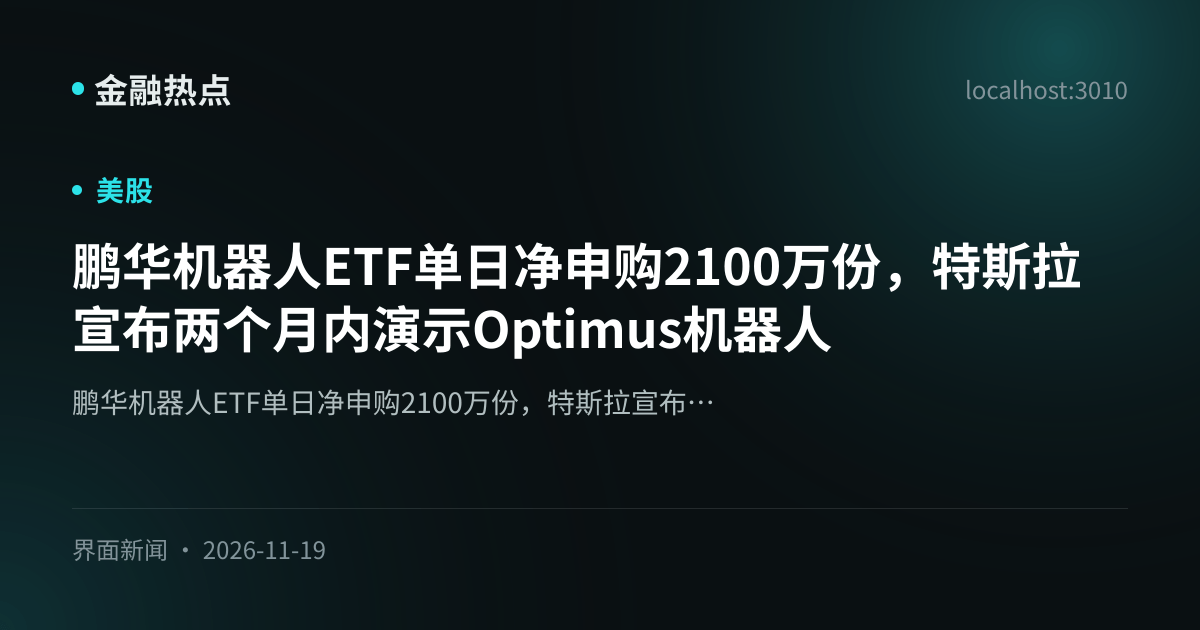 金融热点
localhost:3010
美股
鹏华机器人ETF单日净申购2100万份，特斯拉
宣布两个月内演示Optimus机器人
鹏华机器人ETF单日净申购2100万份，特斯拉宣布…
界面新闻 · 2026-11-19